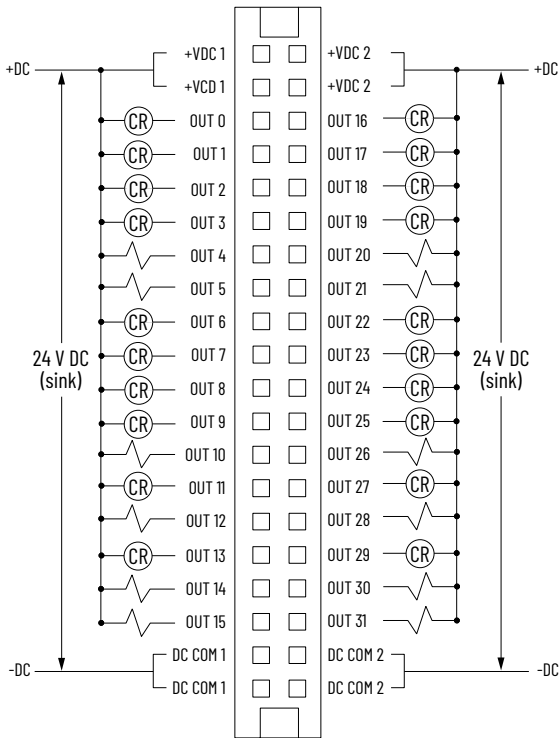 +VDC 1 +VDC 2
+DC +DC
+VCD 1 +VDC 2
CR OUT 0 OUT 16 CR
CR OUT 1 OUT 17 CR
CR OUT 2 OUT 18 CR
CR OUT 3 OUT 19 CR
OUT 4 OUT 20
OUT 5 OUT 21
CR OUT 6 OUT 22 CR
24 V DC CR OUT 7 OUT 23 CR 24 V DC
(sink) CR OUT 8 OUT 24 CR (sink)
CR OUT 9 OUT 25 CR
OUT 10 OUT 26
CR OUT 11 OUT 27 CR
OUT 12 OUT 28
CR OUT 13 OUT 29 CR
OUT 14 OUT 30
OUT 15 OUT 31
DC COM 1 DC COM 2
-DC -DC
DC COM 1 DC COM 2